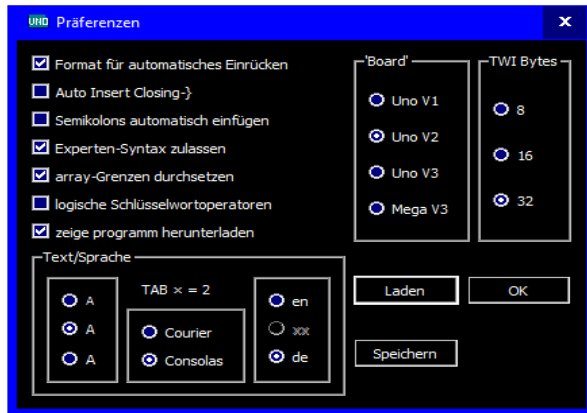 UNO Präferenzen x
Format für automatisches Einrücken
Auto Insert Closing-}
Semikolons automatisch einfügen
Experten-Syntax zulassen
array-Grenzen durchsetzen
logische Schlüsselwortoperatoren
zeige programm herunterladen
'Board'
Uno V1
Uno V2
Uno V3
Mega V3
TWI Bytes
8
16
32
Text/Sprache
A
A
A
TAB × = 2
Courier
Consolas
en
xx
de
Laden
OK
Speichern